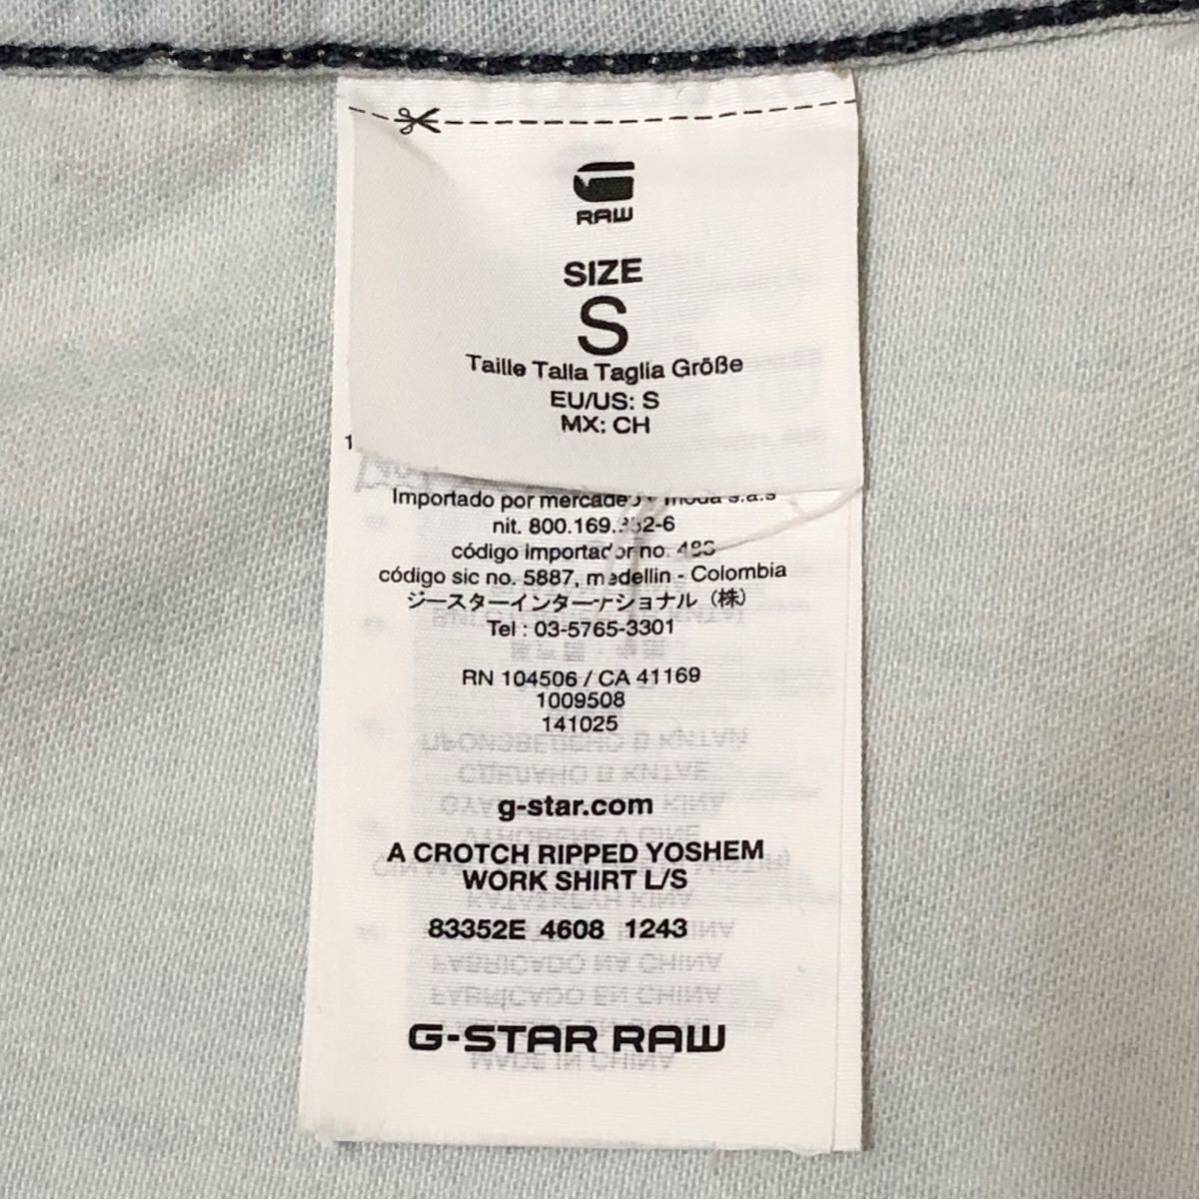 RAW
SIZE
S
Taille Talla Taglia Größe
EU/US: S
MX: CH
1
Importado por moda s.a.s
nit.
código importador no.
código sic no. 5887, medellin - Colombia
ジースターインターナショナル（株）
Tel : 03-5765-3301
RN 104506 / CA 41169
1009508
141025
g-star.com
A CROTCH RIPPED YOSHEM
WORK SHIRT L/S
83352E 4608 1243
G-STAR RAW